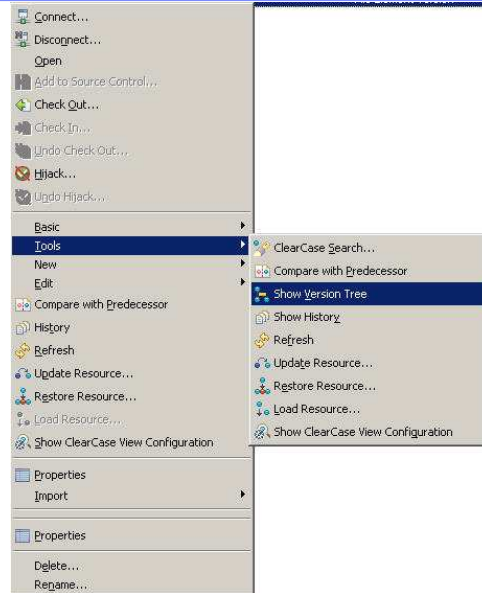 Connect...
Disconnect...
Open
Add to Source Control...
Check Out...
Check In...
Undo Check Out...
Hijack...
Undo Hijack...
Basic
Tools
New
Edit
Compare with Predecessor
History
Refresh
Update Resource...
Restore Resource...
Load Resource...
Show ClearCase View Configuration
Properties
Import
Properties
Delete...
Rename...
ClearCase Search...
Compare with Predecessor
Show Version Tree
Show History
Refresh
Update Resource...
Restore Resource...
Load Resource...
Show ClearCase View Configuration